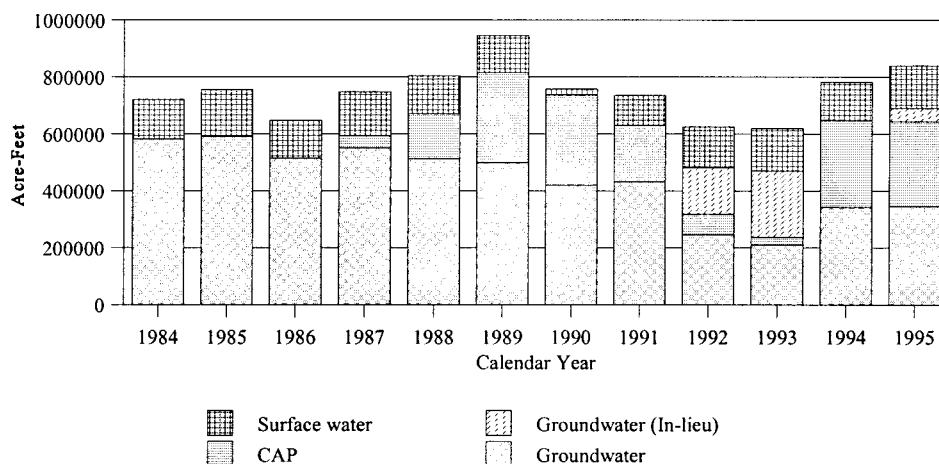 1000000
800000
600000
400000
200000
0
Acre-Feet
1984 1985 1986 1987 1988 1989 1990 1991 1992 1993 1994 1995
Calendar Year
Surface water
Groundwater (In-lieu)
CAP
Groundwater